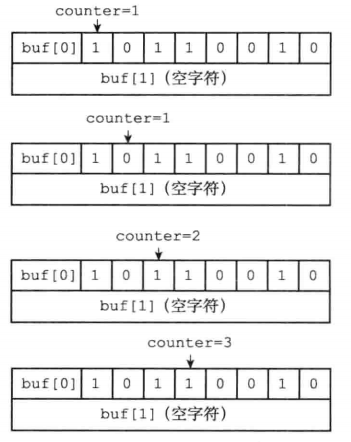 counter=1
buf[0] 1 0 1 1 0 0 1 0
buf[1] (空字符)
counter=1
buf[0] 1 0 1 1 0 0 1 0
buf[1] (空字符)
counter=2
buf[0] 1 0 1 1 0 0 1 0
buf[1] (空字符)
counter=3
buf[0] 1 0 1 1 0 0 1 0
buf[1] (空字符)